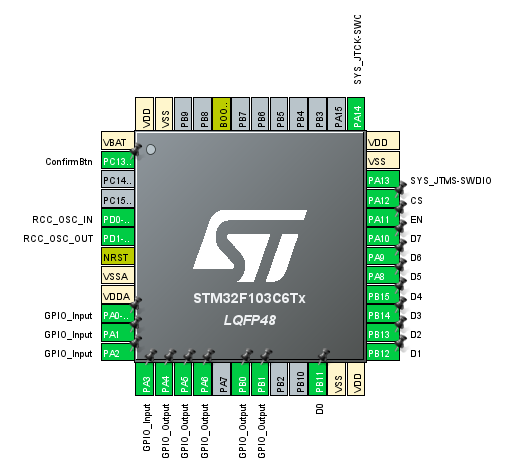 SYS_JTCK-SWC
VDD
VSS
PB9
PB8
BOO..
PB7
PB6
PB5
PB4
PB3
PA15
PA14
VBAT
VDD
VSS
ConfirmBtn
PC13..
PC14..
PC15..
RCC_OSC_IN
PD0-..
RCC_OSC_OUT
PD1-..
NRST
VSSA
VDDA
GPIO_Input
PA0-..
GPIO_Input
PA1
GPIO_Input
PA2
PA13
SYS_JTMS-SWDIO
PA12
CS
PA11
EN
PA10
D7
PA9
D6
PA8
D5
PB15
D4
PB14
D3
PB13
D2
PB12
D1
ST
STM32F103C6Tx
LQFP48
PA3
PA4
PA5
PA6
PA7
PB0
PB1
PB2
PB10
PB11
VSS
VDD
GPIO_Input
GPIO_Output
GPIO_Output
GPIO_Output
GPIO_Output
GPIO_Output
D0